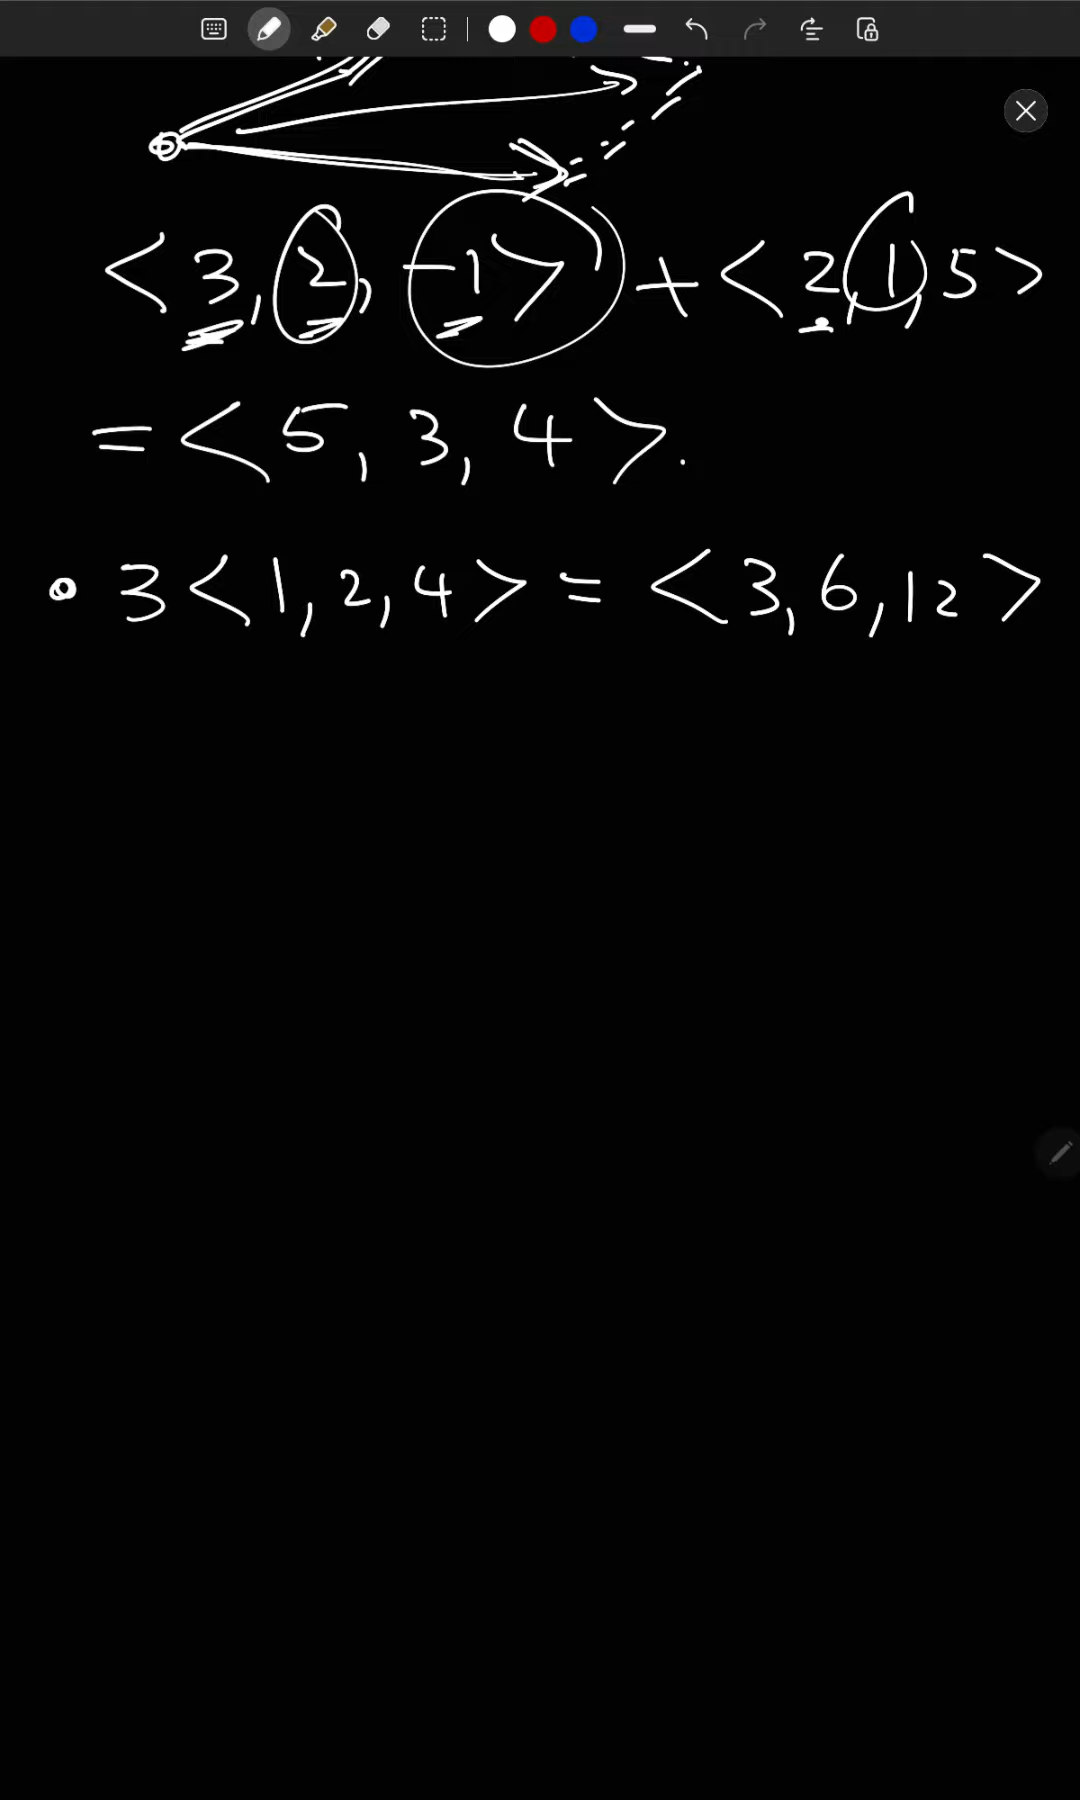 <3, 2, -1> + <2, 1, 5>
= <5, 3, 4>.
• 3<1, 2, 4> = <3, 6, 12>